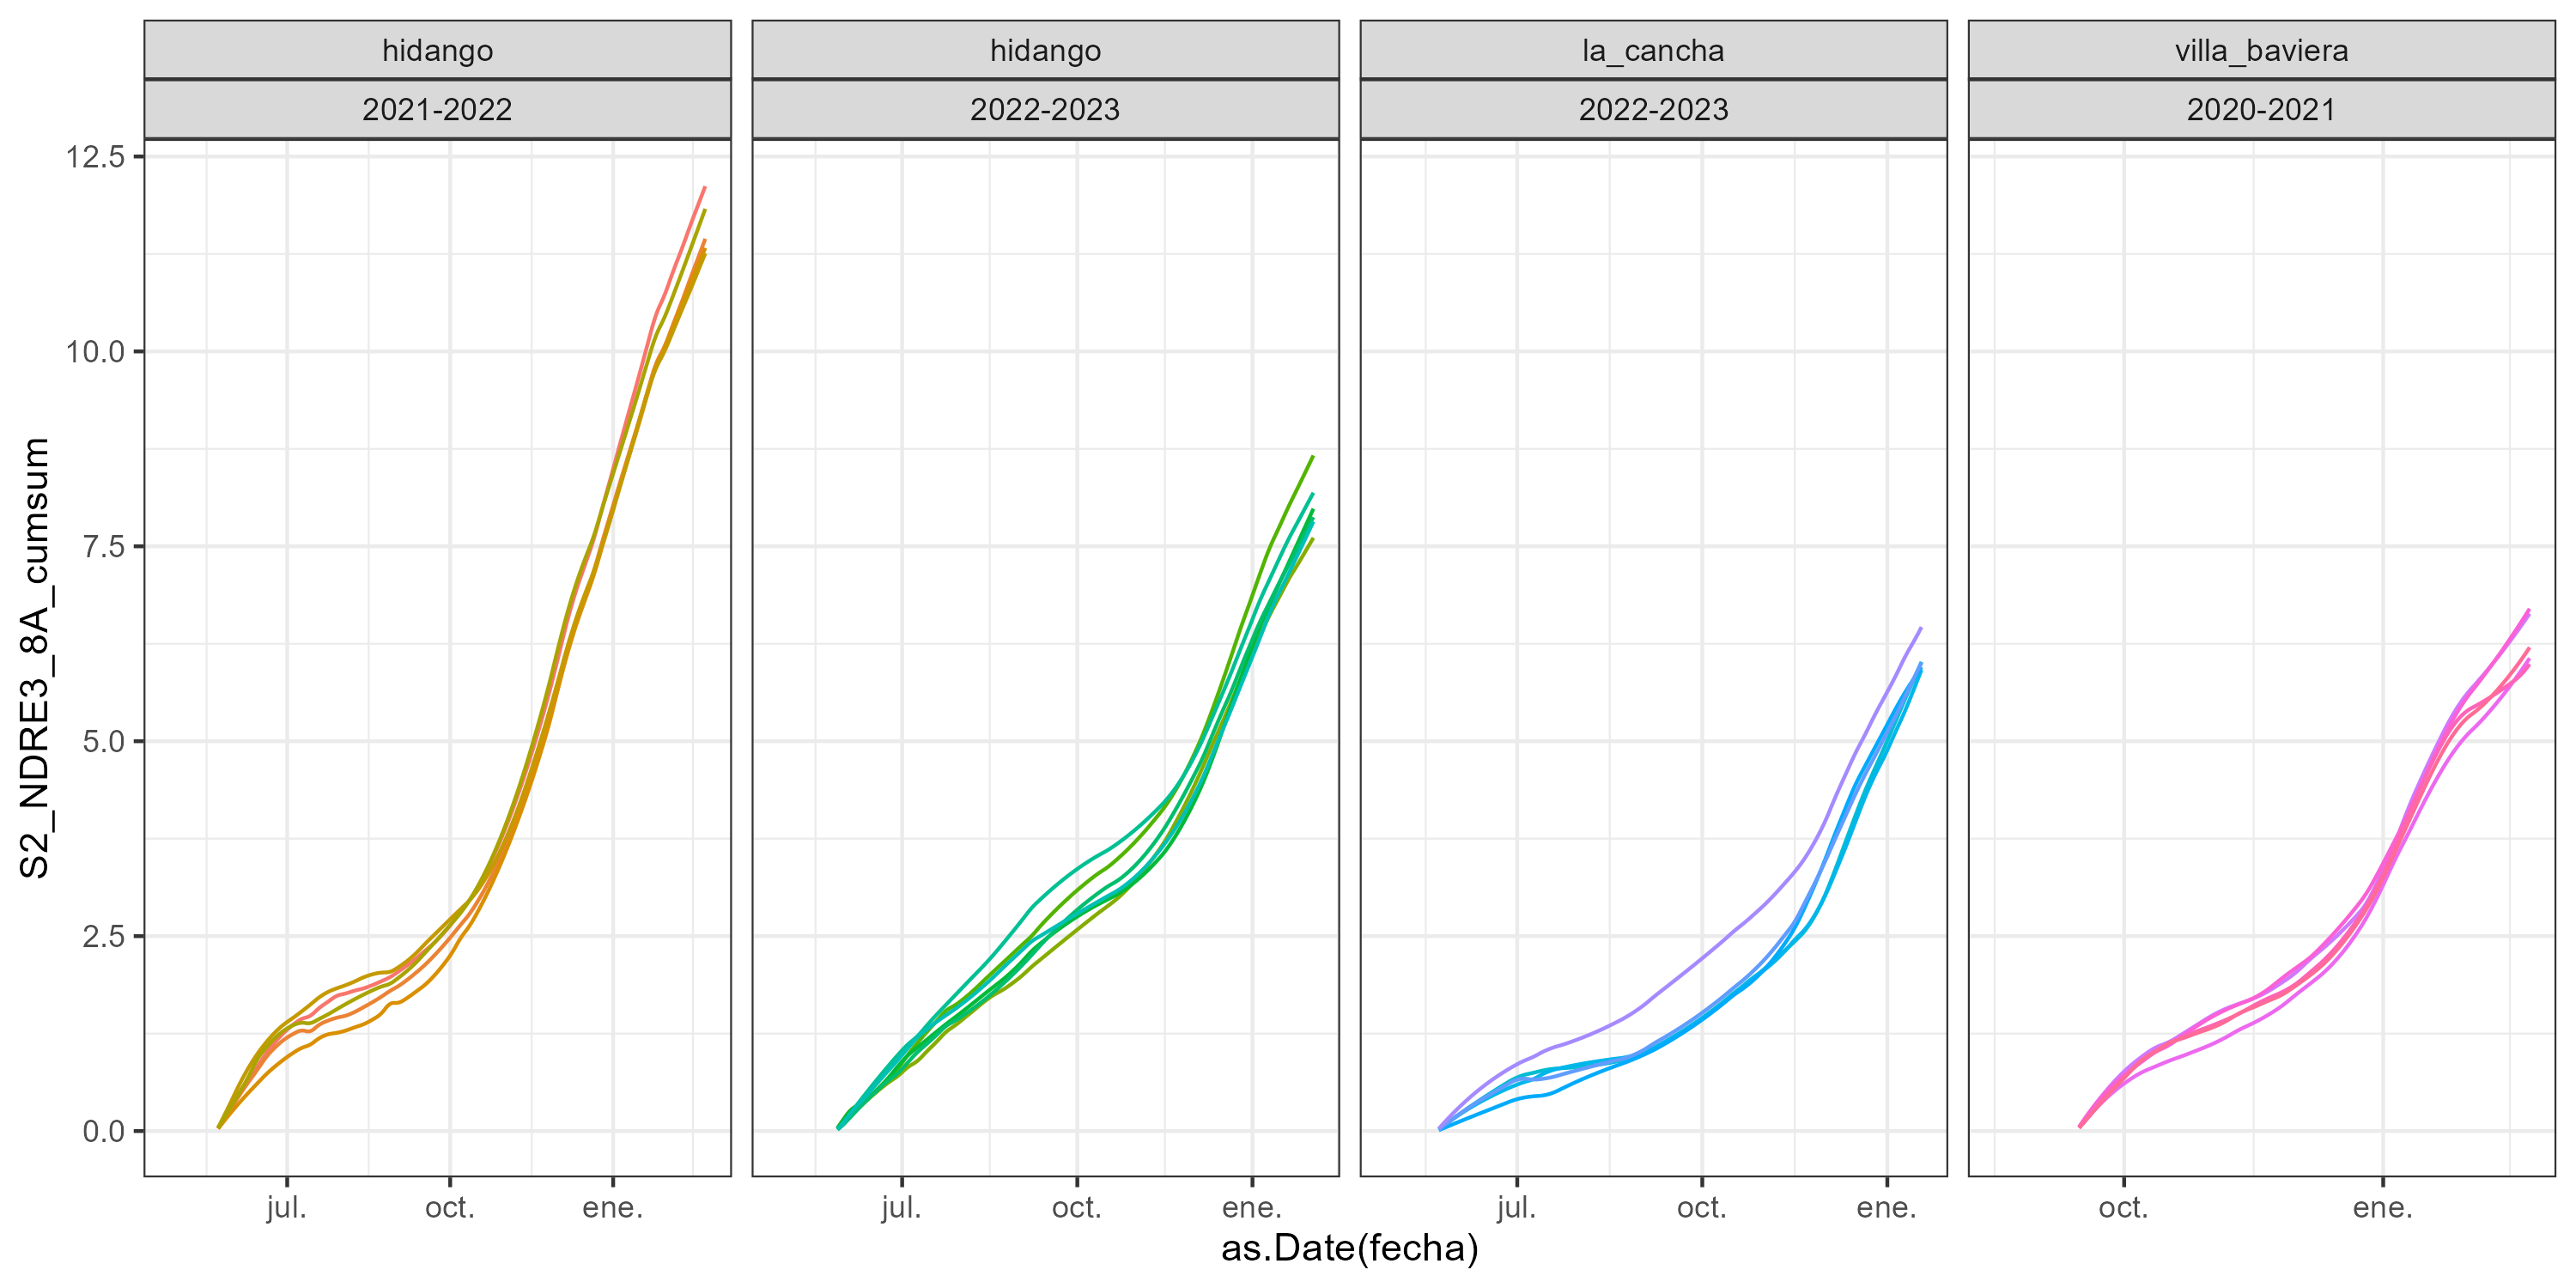 hidango
hidango
la_cancha
villa_baviera
2021-2022
2022-2023
2022-2023
2020-2021
12.5
10.0
7.5
5.0
2.5
0.0
S2_NDRE3_8A_cumsum
jul.
oct.
ene.
jul.
oct.
ene.
jul.
oct.
ene.
oct.
ene.
as.Date(fecha)